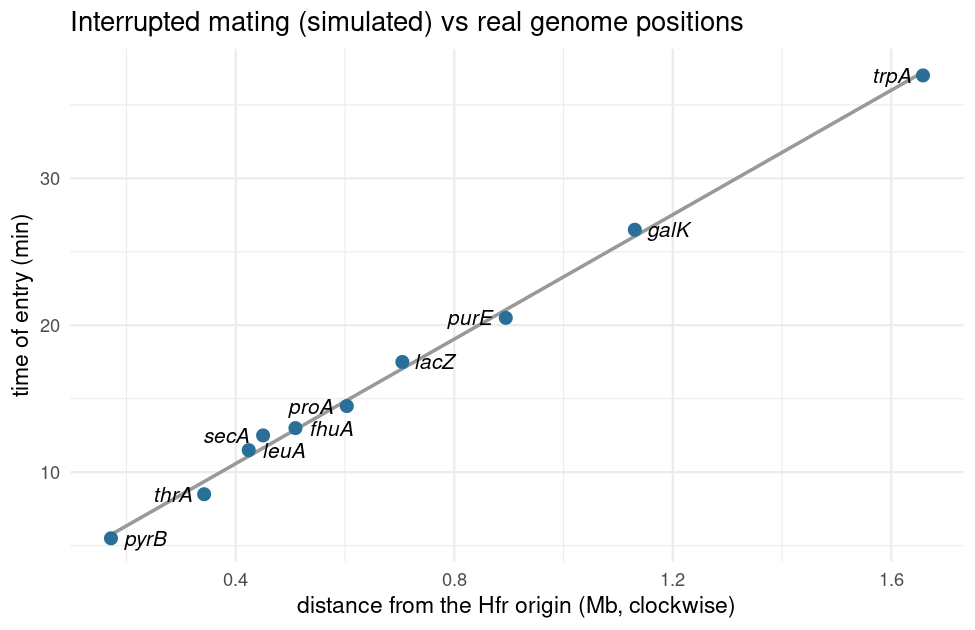 Interrupted mating (simulated) vs real genome positions
trpA
30
galK
time of entry (min)
purE
20
lacZ
proA
fhuA
secA
leuA
10
thrA
pyrB
0.4 0.8 1.2 1.6
distance from the Hfr origin (Mb, clockwise)